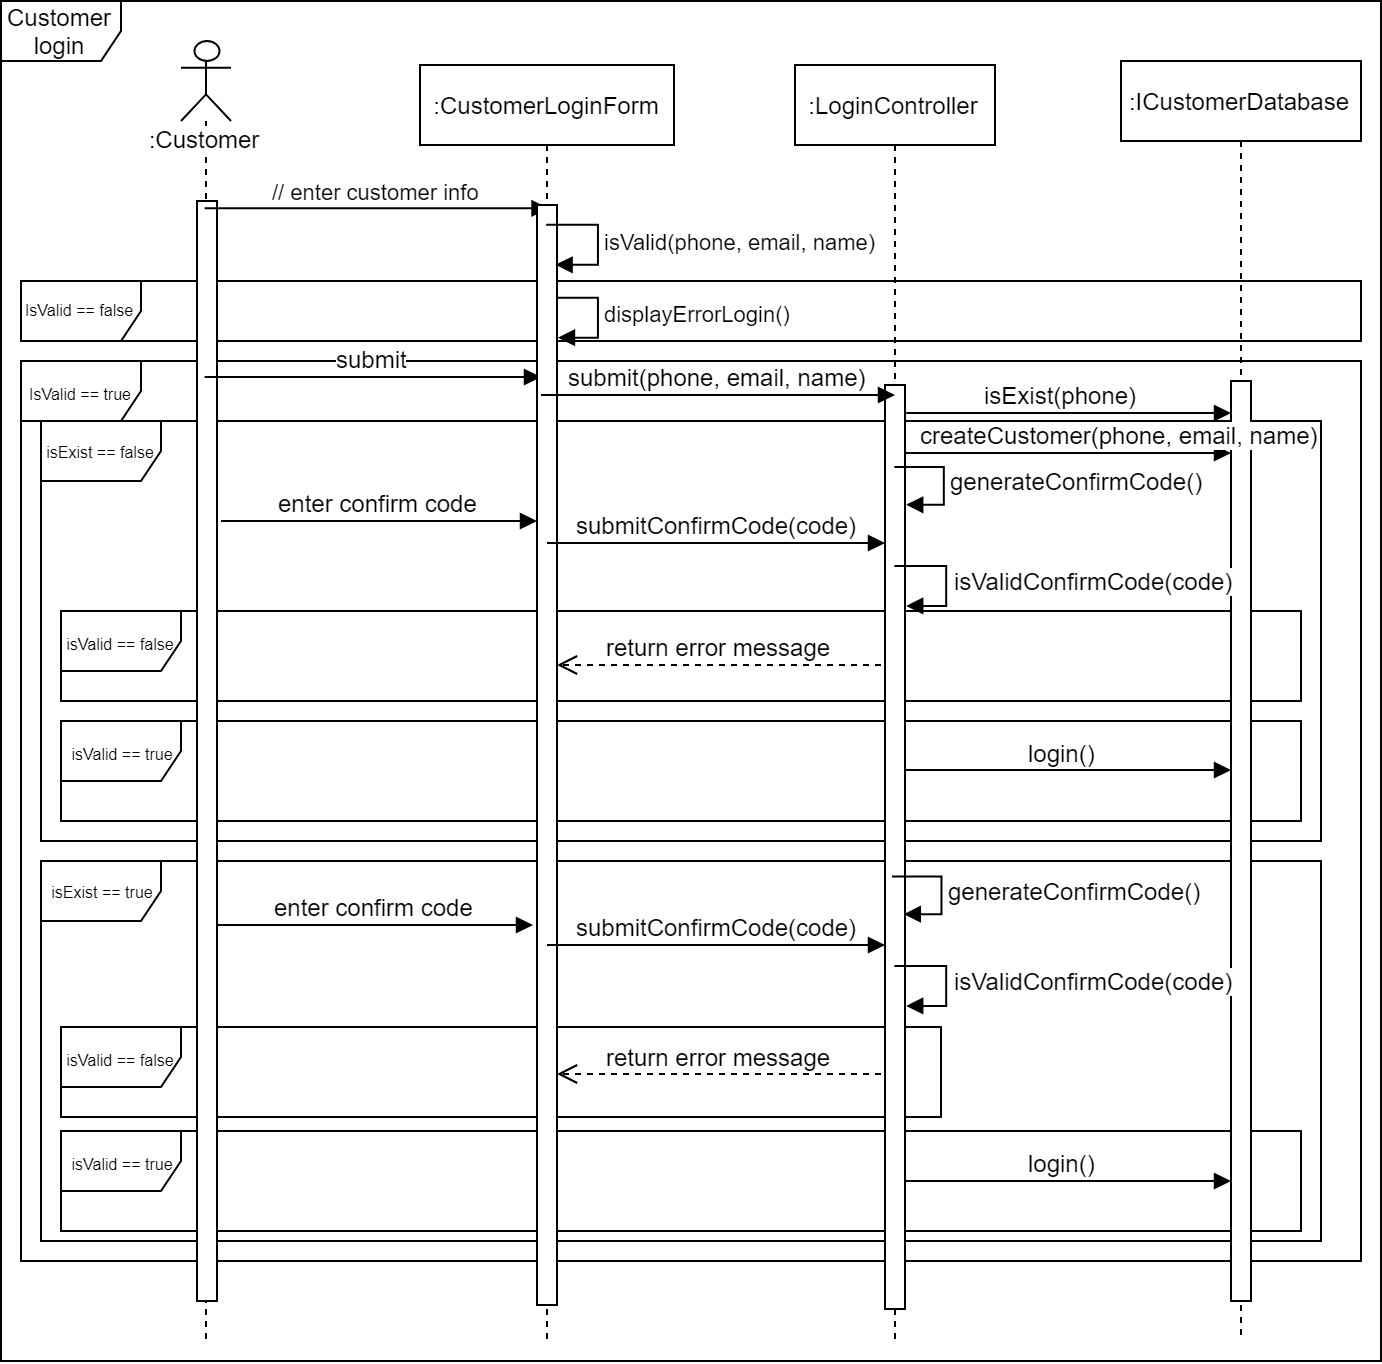 Customer
login
:Customer
:CustomerLoginForm
:LoginController
:ICustomerDatabase
// enter customer info
isValid(phone, email, name)
IsValid == false
displayErrorLogin()
submit
IsValid == true
submit(phone, email, name)
isExist(phone)
isExist == false
createCustomer(phone, email, name)
generateConfirmCode()
enter confirm code
submitConfirmCode(code)
isValidConfirmCode(code)
isValid == false
return error message
isValid == true
login()
isExist == true
generateConfirmCode()
enter confirm code
submitConfirmCode(code)
isValidConfirmCode(code)
isValid == false
return error message
isValid == true
login()